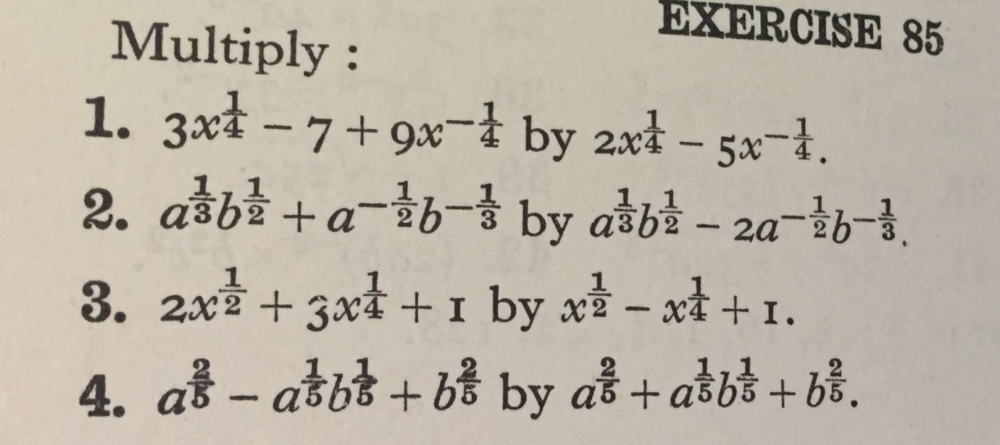 EXERCISE 85
Multiply :
1. 3x^{\frac{1}{4}} − 7 + 9x^{−\frac{1}{4}} by 2x^{\frac{1}{4}} − 5x^{−\frac{1}{4}}.
2. a^{\frac{1}{3}}b^{\frac{1}{2}} + a^{−\frac{1}{2}}b^{−\frac{1}{3}} by a^{\frac{1}{3}}b^{\frac{1}{2}} − 2a^{−\frac{1}{2}}b^{−\frac{1}{3}}.
3. 2x^{\frac{1}{2}} + 3x^{\frac{1}{4}} + 1 by x^{\frac{1}{2}} − x^{\frac{1}{4}} + 1.
4. a^{\frac{2}{5}} − a^{\frac{1}{5}}b^{\frac{1}{5}} + b^{\frac{2}{5}} by a^{\frac{2}{5}} + a^{\frac{1}{5}}b^{\frac{1}{5}} + b^{\frac{2}{5}}.